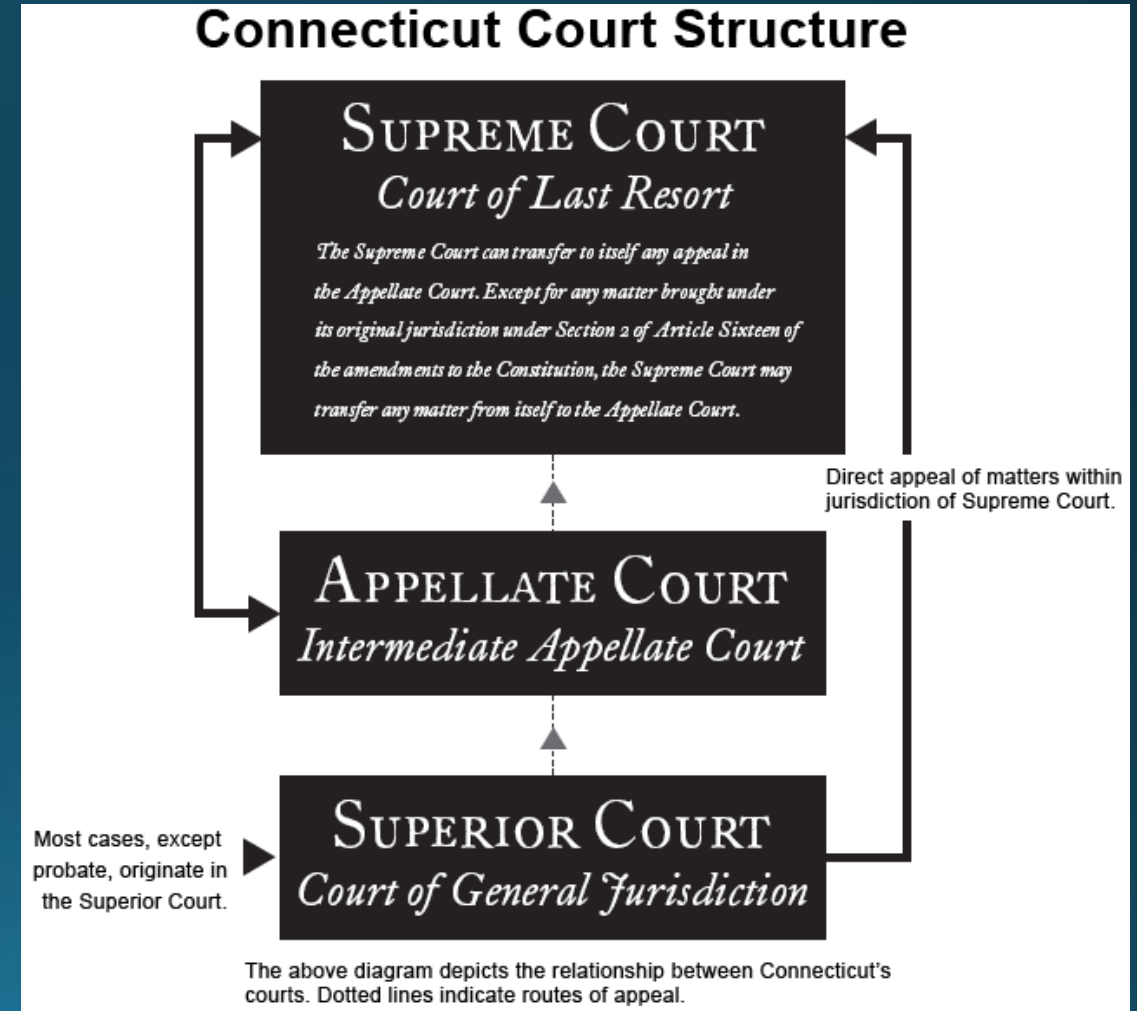 Connecticut Court Structure
SUPREME COURT
Court of Last Resort
The Supreme Court can transfer to itself any appeal in
the Appellate Court. Except for any matter brought under
its original jurisdiction under Section 2 of Article Sixteen of
the amendments to the Constitution, the Supreme Court may
transfer any matter from itself to the Appellate Court.
Direct appeal of matters within
jurisdiction of Supreme Court.
APPELLATE COURT
Intermediate Appellate Court
Most cases, except
probate, originate in
the Superior Court.
SUPERIOR COURT
Court of General Jurisdiction
The above diagram depicts the relationship between Connecticut's
courts. Dotted lines indicate routes of appeal.